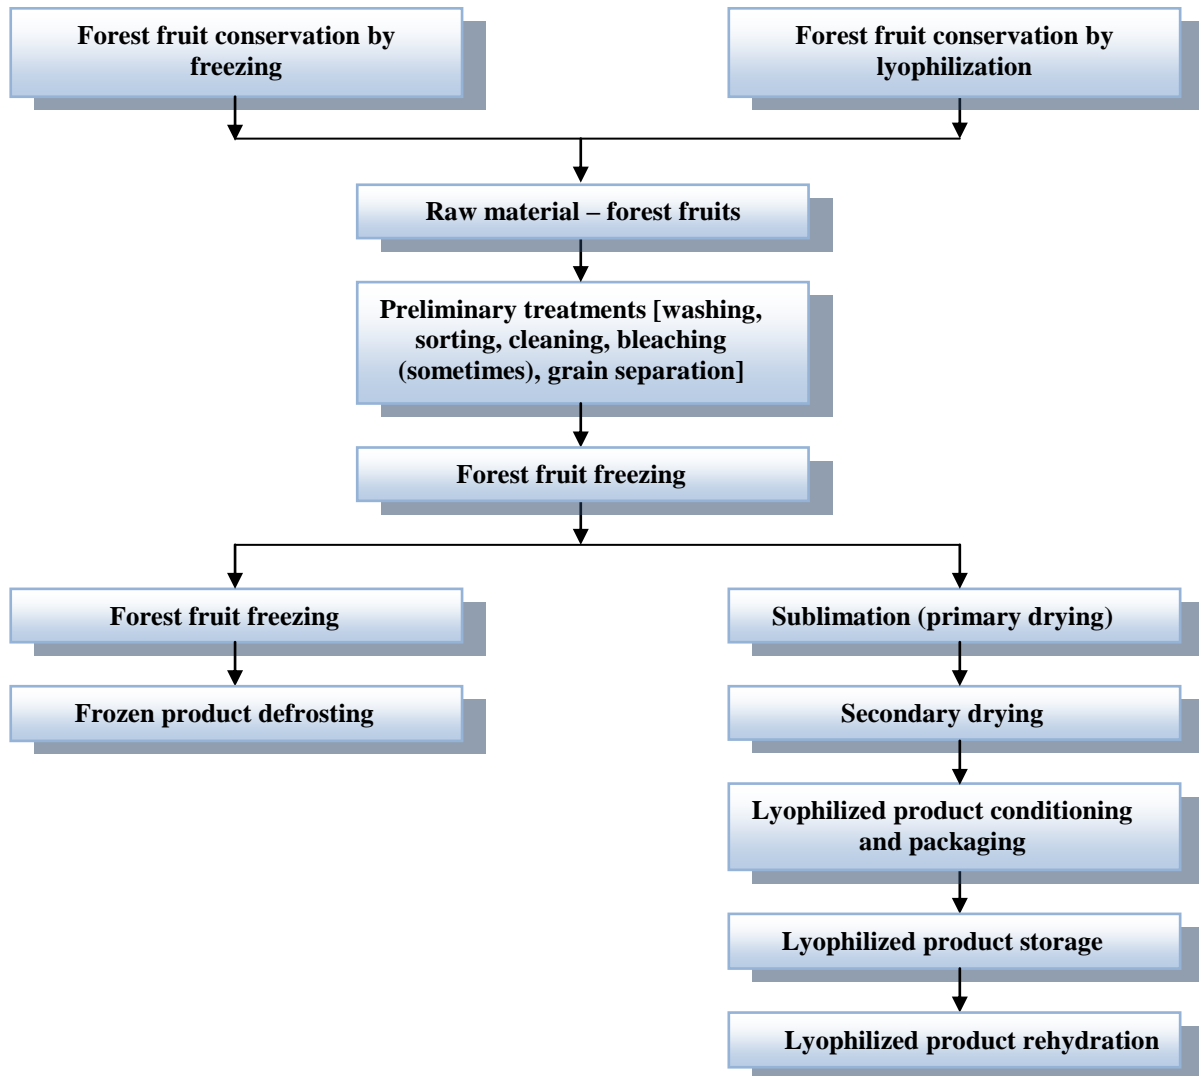 Forest fruit conservation by
freezing
Forest fruit conservation by
lyophilization
Raw material – forest fruits
Preliminary treatments [washing,
sorting, cleaning, bleaching
(sometimes), grain separation]
Forest fruit freezing
Forest fruit freezing
Frozen product defrosting
Sublimation (primary drying)
Secondary drying
Lyophilized product conditioning
and packaging
Lyophilized product storage
Lyophilized product rehydration